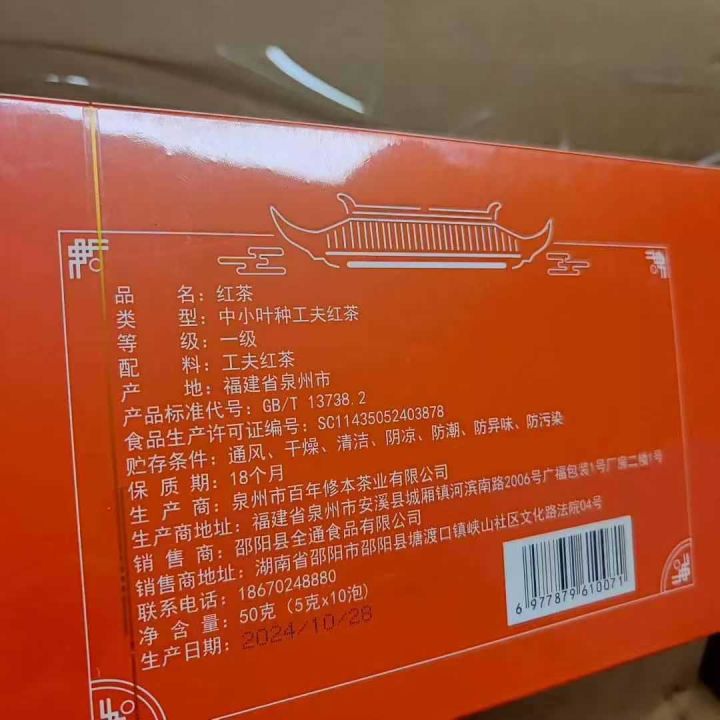 品 名：红茶
类 型：中小叶种工夫红茶
等 级：一级
配 料：工夫红茶
产 地：福建省泉州市
产品标准代号：GB/T 13738.2
食品生产许可证编号：SC11435052403878
贮存条件：通风、干燥、清洁、阴凉、防潮、防异味、防污染
保 质 期：18个月
生 产 商：泉州市百年修本茶业有限公司
生产商地址：福建省泉州市安溪县城厢镇河滨南路2006号广福包装1号厂房二楼1号
销 售 商：邵阳县全通食品有限公司
销售商地址：湖南省邵阳市邵阳县塘渡口镇峡山社区文化路法院04号
联系电话：18670248880
净 含 量：50克（5克x10泡）
生产日期：2024/10/28
6 977879 610071